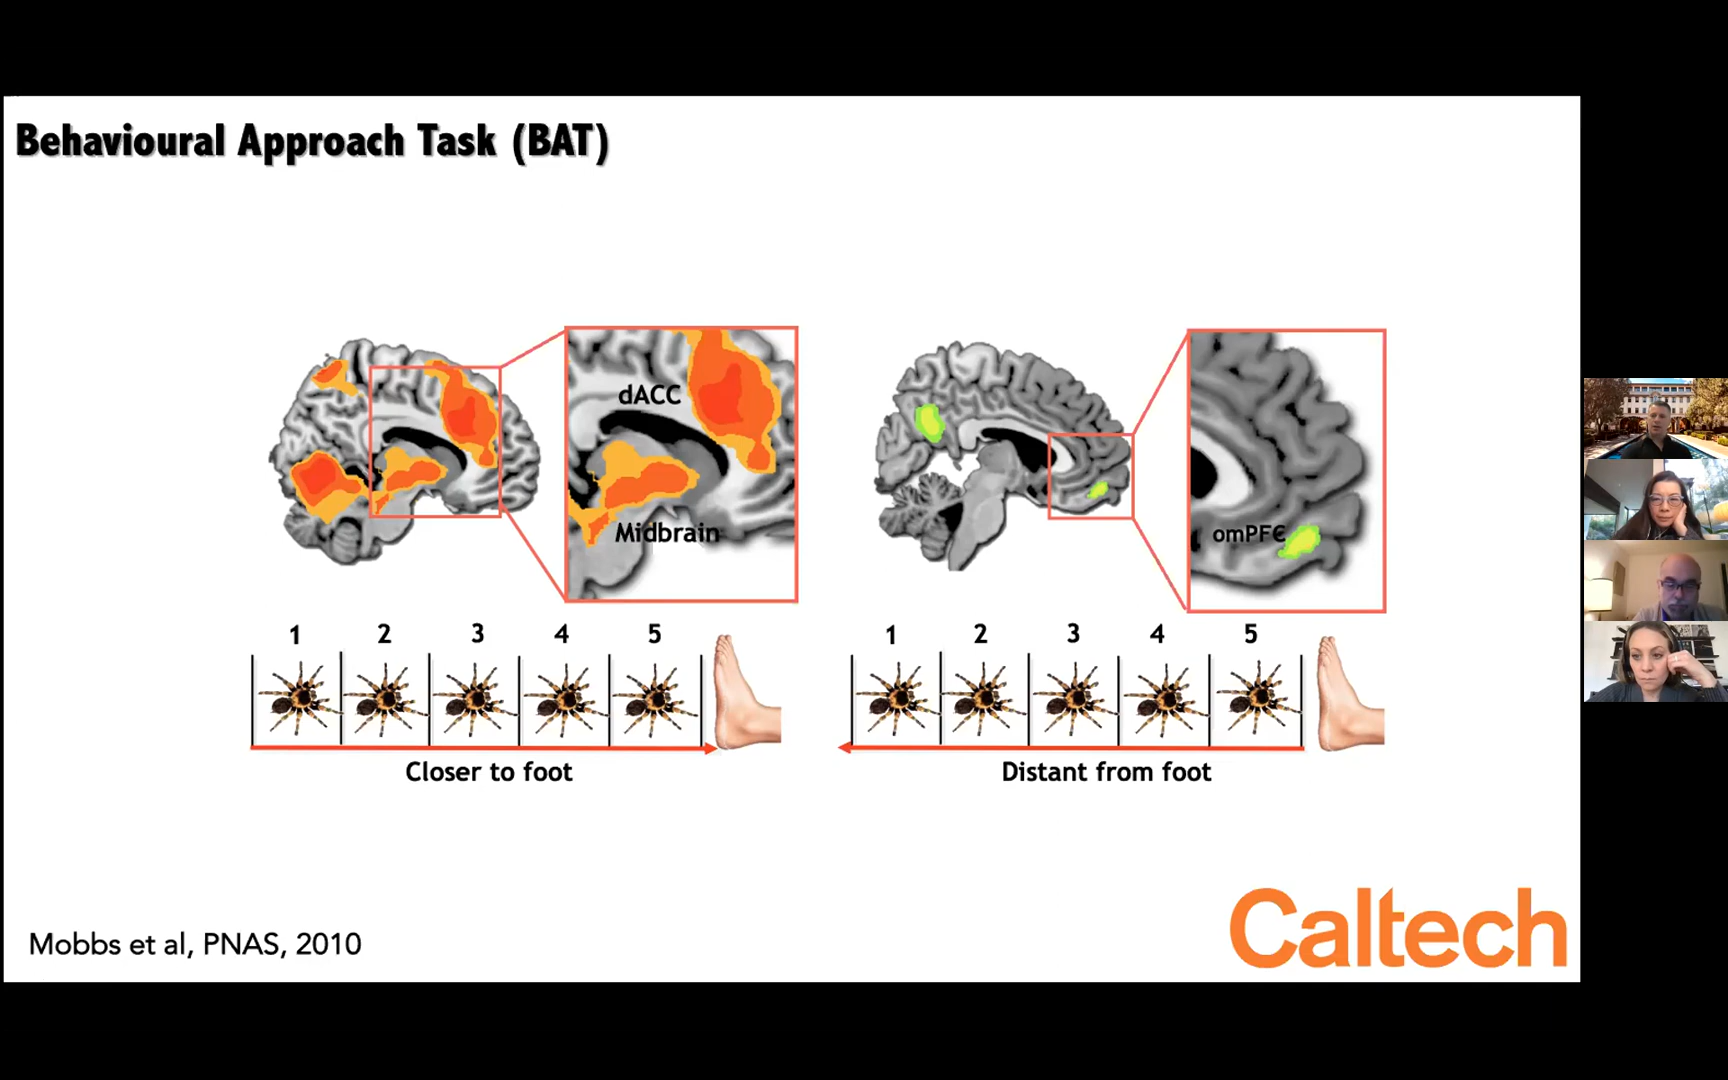 Behavioural Approach Task (BAT)
dACC
Midbrain
omPFC
1 2 3 4 5
1 2 3 4 5
Closer to foot
Distant from foot
Mobbs et al, PNAS, 2010
Caltech